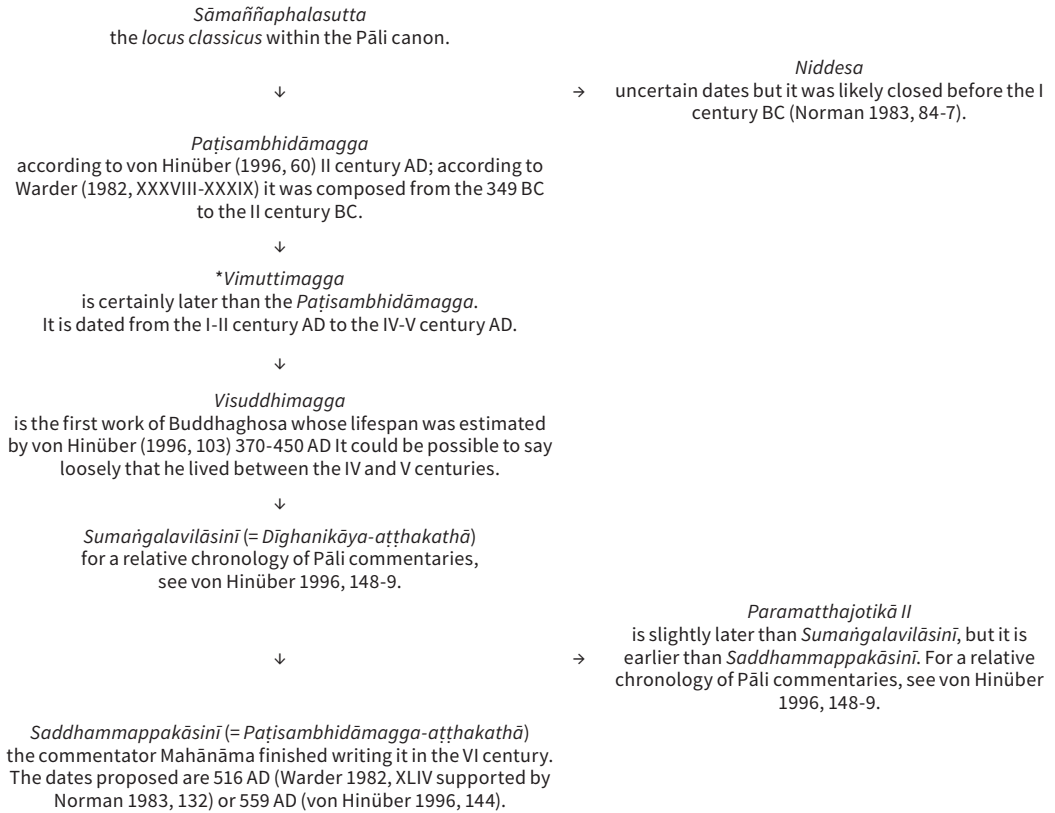 Sāmaññaphalasutta
the locus classicus within the Pāli canon.
Niddesa
↓
→ uncertain dates but it was likely closed before the I
century BC (Norman 1983, 84-7).
Paṭisambhidāmagga
according to von Hinüber (1996, 60) II century AD; according to
Warder (1982, XXXVIII-XXXIX) it was composed from the 349 BC
to the II century BC.
↓
*Vimuttimagga
is certainly later than the Paṭisambhidāmagga.
It is dated from the I-II century AD to the IV-V century AD.
↓
Visuddhimagga
is the first work of Buddhaghosa whose lifespan was estimated
by von Hinüber (1996, 103) 370-450 AD It could be possible to say
loosely that he lived between the IV and V centuries.
↓
Sumaṅgalavilāsinī (= Dīghanikāya-aṭṭhakathā)
for a relative chronology of Pāli commentaries,
see von Hinüber 1996, 148-9.
↓
→
Paramatthajotikā II
is slightly later than Sumaṅgalavilāsinī, but it is
earlier than Saddhammappakāsinī. For a relative
chronology of Pāli commentaries, see von Hinüber
1996, 148-9.
Saddhammappakāsinī (= Paṭisambhidāmagga-aṭṭhakathā)
the commentator Mahānāma finished writing it in the VI century.
The dates proposed are 516 AD (Warder 1982, XLIV supported by
Norman 1983, 132) or 559 AD (von Hinüber 1996, 144).